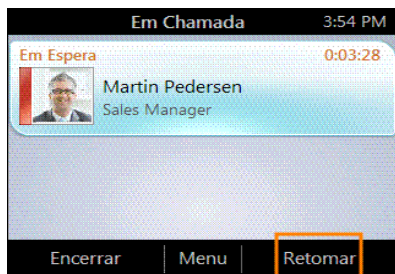 Em Chamada 3:54 PM
Em Espera 0:03:28
Martin Pedersen
Sales Manager
Encerrar Menu Retomar